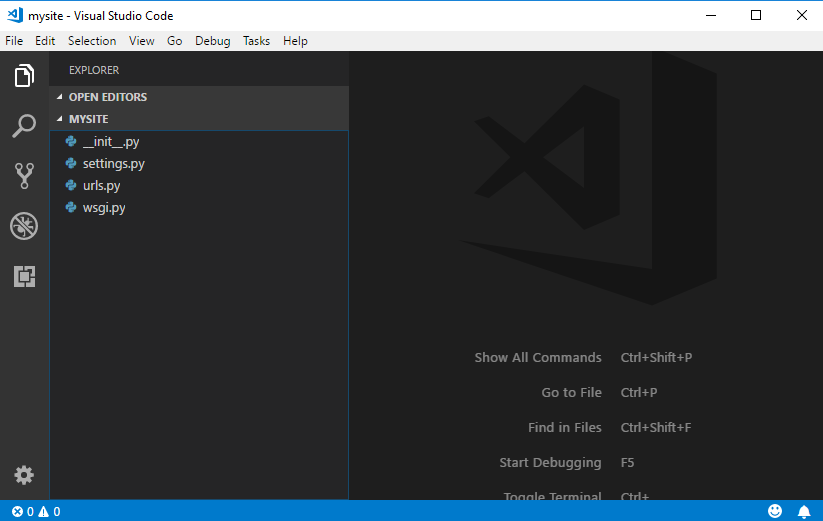 mysite - Visual Studio Code
File Edit Selection View Go Debug Tasks Help
EXPLORER
OPEN EDITORS
MYSITE
__init__.py
settings.py
urls.py
wsgi.py
Show All Commands Ctrl+Shift+P
Go to File Ctrl+P
Find in Files Ctrl+Shift+F
Start Debugging F5
Toggle Terminal Ctrl+
0 0